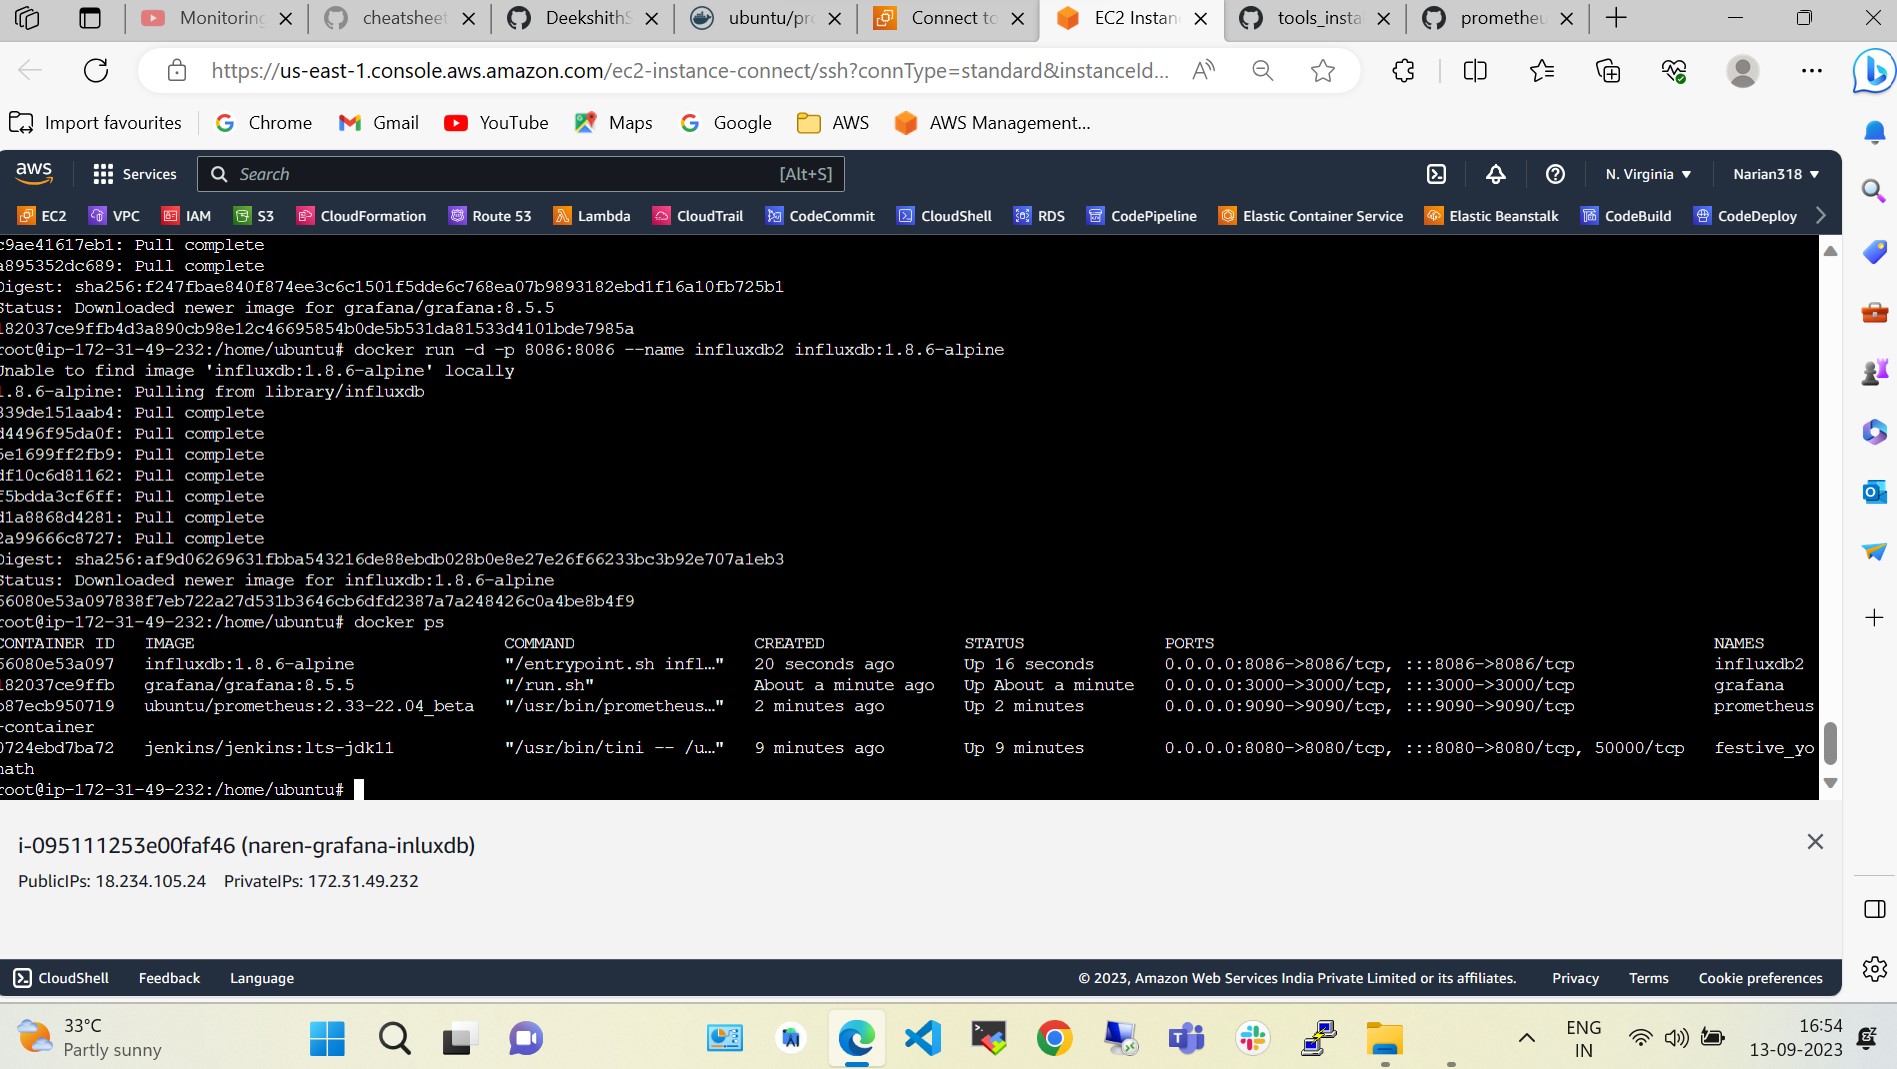 Monitoring
cheatsheet
DeekshithS
ubuntu/pro
Connect to
EC2 Instan
tools_insta
prometheu
https://us-east-1.console.aws.amazon.com/ec2-instance-connect/ssh?connType=standard&instanceId...
Import favourites Chrome Gmail YouTube Maps Google AWS AWS Management...
aws Services Search [Alt+S] N. Virginia Narian318
EC2 VPC IAM S3 CloudFormation Route 53 Lambda CloudTrail CodeCommit CloudShell RDS CodePipeline Elastic Container Service Elastic Beanstalk CodeBuild CodeDeploy
c9ae41617eb1: Pull complete
a895352dc689: Pull complete
Digest: sha256:f247fbae840f874ee3c6c1501f5dde6c768ea07b9893182ebd1f16a10fb725b1
Status: Downloaded newer image for grafana/grafana:8.5.5
182037ce9ffb4d3a890cb98e12c46695854b0de5b531da81533d4101bde7985a
root@ip-172-31-49-232:/home/ubuntu# docker run -d -p 8086:8086 --name influxdb2 influxdb:1.8.6-alpine
Unable to find image 'influxdb:1.8.6-alpine' locally
1.8.6-alpine: Pulling from library/influxdb
339de151aab4: Pull complete
d4496f95da0f: Pull complete
6e1699ff2fb9: Pull complete
df10c6d81162: Pull complete
f5bdda3cf6ff: Pull complete
d1a8868d4281: Pull complete
2a99666c8727: Pull complete
Digest: sha256:af9d06269631fbba543216de88ebdb028b0e8e27e26f66233bc3b92e707a1eb3
Status: Downloaded newer image for influxdb:1.8.6-alpine
66080e53a097838f7eb722a27d531b3646cb6dfd2387a7a248426c0a4be8b4f9
root@ip-172-31-49-232:/home/ubuntu# docker ps
CONTAINER ID IMAGE COMMAND CREATED STATUS PORTS NAMES
66080e53a097 influxdb:1.8.6-alpine "/entrypoint.sh infl…" 20 seconds ago Up 16 seconds 0.0.0.0:8086->8086/tcp, :::8086->8086/tcp influxdb2
182037ce9ffb grafana/grafana:8.5.5 "/run.sh" About a minute ago Up About a minute 0.0.0.0:3000->3000/tcp, :::3000->3000/tcp grafana
b87ecb950719 ubuntu/prometheus:2.33-22.04_beta "/usr/bin/prometheus…" 2 minutes ago Up 2 minutes 0.0.0.0:9090->9090/tcp, :::9090->9090/tcp prometheus
-container
0724ebd7ba72 jenkins/jenkins:lts-jdk11 "/usr/bin/tini -- /u…" 9 minutes ago Up 9 minutes 0.0.0.0:8080->8080/tcp, :::8080->8080/tcp, 50000/tcp festive_yo
nath
root@ip-172-31-49-232:/home/ubuntu#
i-095111253e00faf46 (naren-grafana-inluxdb)
PublicIPs: 18.234.105.24 PrivateIPs: 172.31.49.232
CloudShell Feedback Language © 2023, Amazon Web Services India Private Limited or its affiliates. Privacy Terms Cookie preferences
33°C
Partly sunny
ENG
IN
16:54
13-09-2023